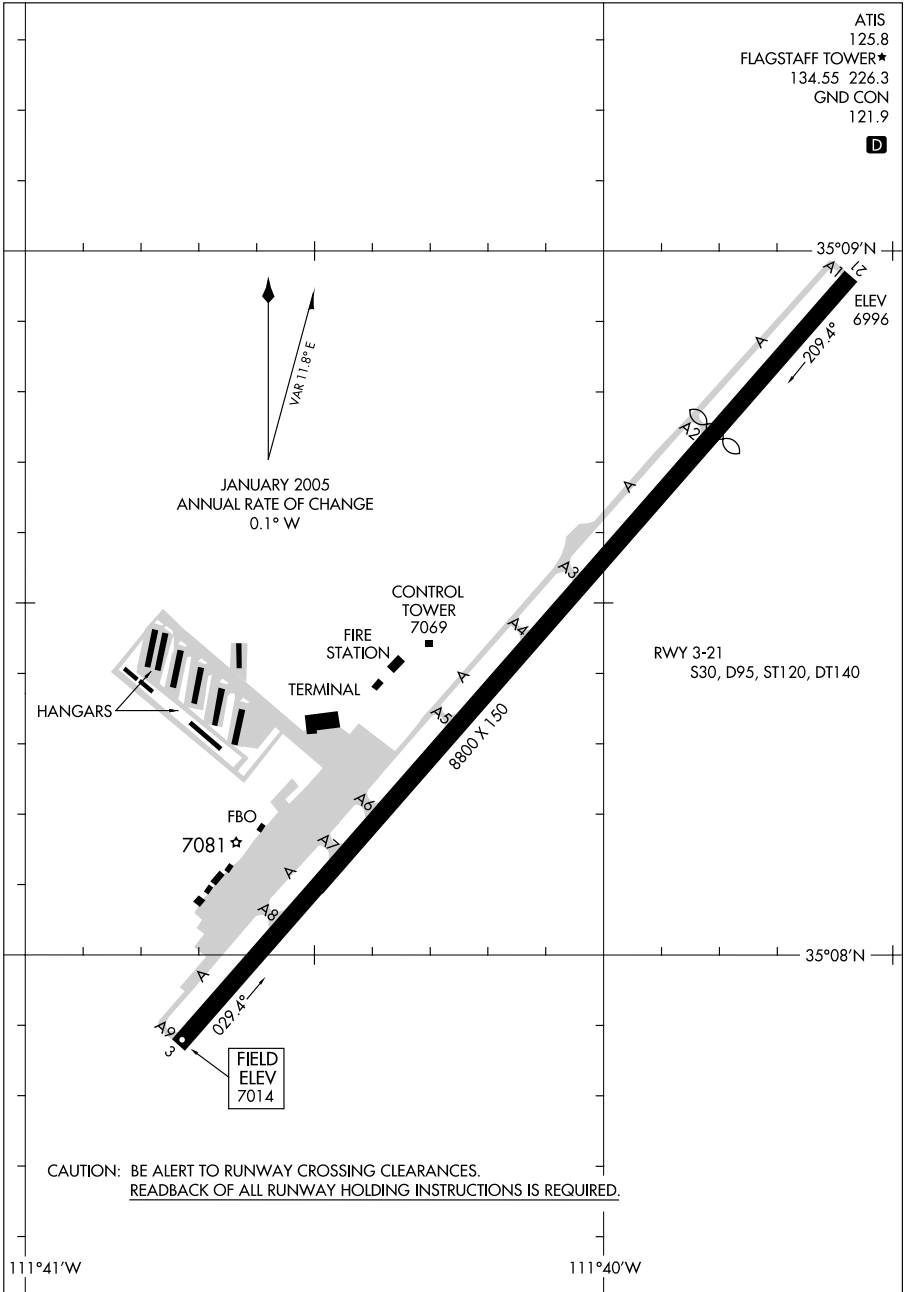 ATIS
125.8
FLAGSTAFF TOWER★
134.55 226.3
GND CON
121.9
D
35°09'N
A1
21
ELEV
6996
209.4°
A
VAR 11.8° E
A2
JANUARY 2005
ANNUAL RATE OF CHANGE
0.1° W
A
A3
CONTROL
TOWER
7069
A4
FIRE
STATION
RWY 3-21
S30, D95, ST120, DT140
A
TERMINAL
HANGARS
A5
8800 X 150
A6
FBO
7081
A7
A
A8
35°08'N
A
029.4°
A9
3
FIELD
ELEV
7014
CAUTION: BE ALERT TO RUNWAY CROSSING CLEARANCES.
READBACK OF ALL RUNWAY HOLDING INSTRUCTIONS IS REQUIRED.
111°41'W
111°40'W